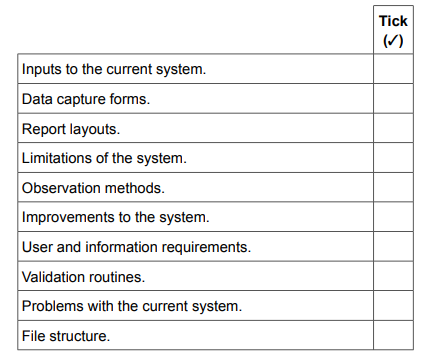 Tick
(✓)
Inputs to the current system.
Data capture forms.
Report layouts.
Limitations of the system.
Observation methods.
Improvements to the system.
User and information requirements.
Validation routines.
Problems with the current system.
File structure.